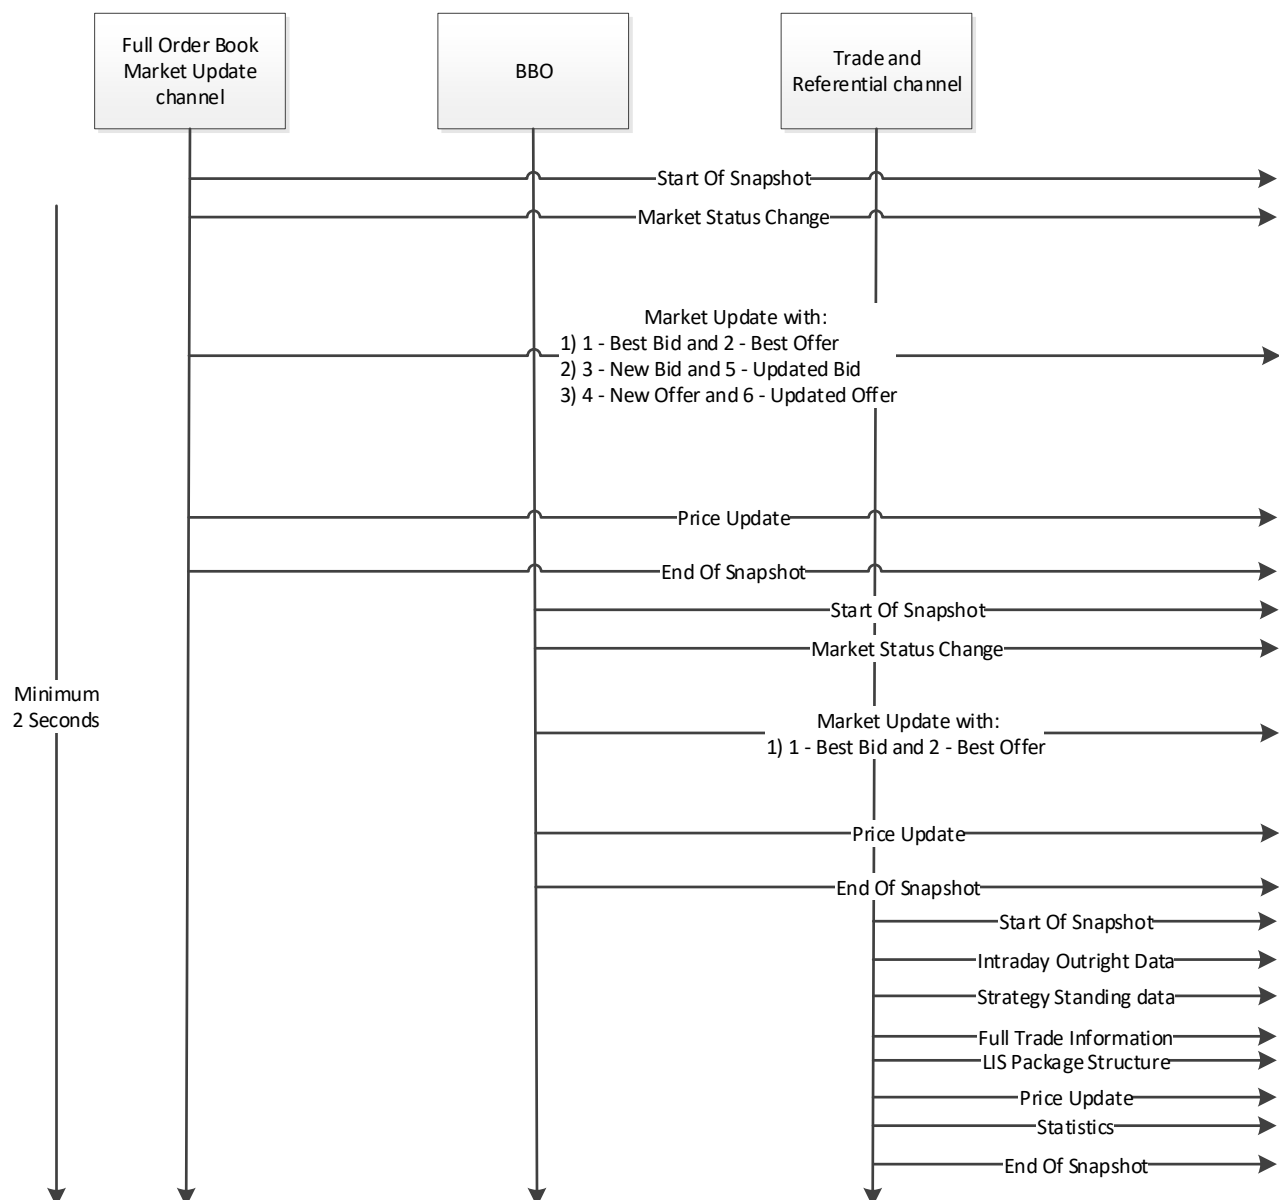 Full Order Book
Market Update
channel
BBO
Trade and
Referential channel
Start Of Snapshot
Market Status Change
Market Update with:
1) 1 - Best Bid and 2 - Best Offer
2) 3 - New Bid and 5 - Updated Bid
3) 4 - New Offer and 6 - Updated Offer
Price Update
End Of Snapshot
Start Of Snapshot
Market Status Change
Minimum
2 Seconds
Market Update with:
1) 1 - Best Bid and 2 - Best Offer
Price Update
End Of Snapshot
Start Of Snapshot
Intraday Outright Data
Strategy Standing data
Full Trade Information
LIS Package Structure
Price Update
Statistics
End Of Snapshot